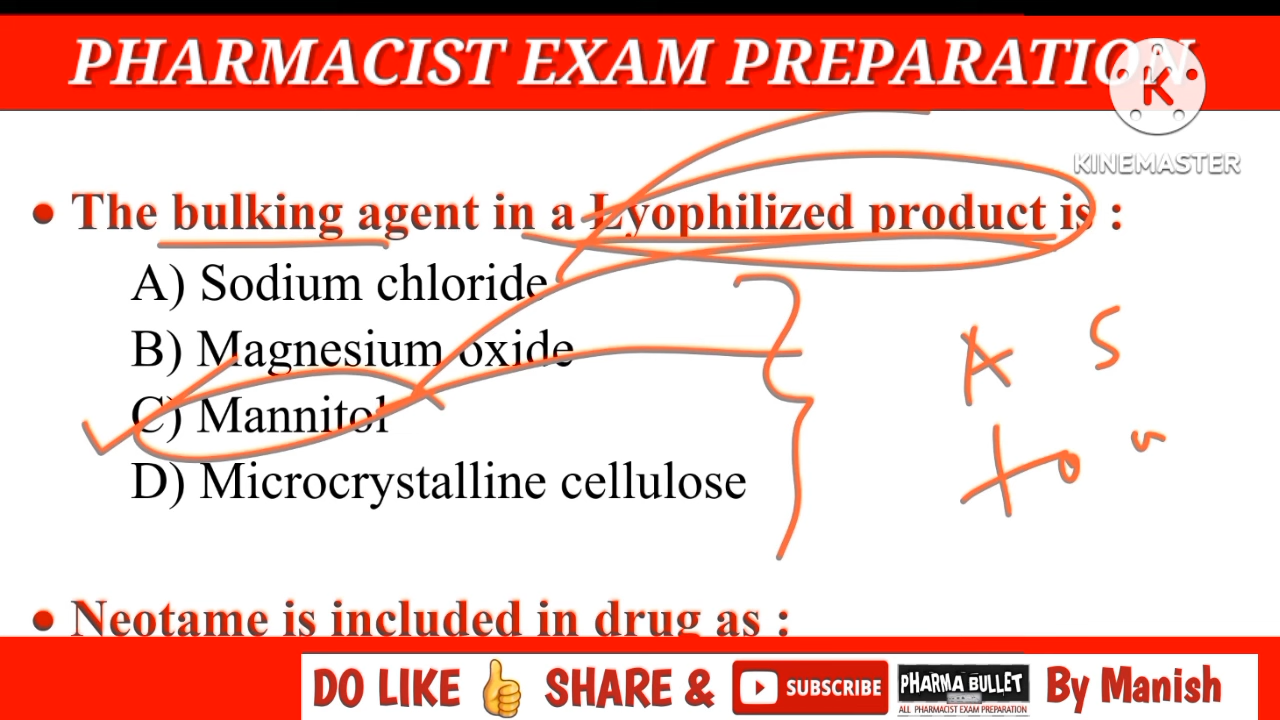 PHARMACIST EXAM PREPARATION
K
KINEMASTER
• The bulking agent in a Lyophilized product is :
A) Sodium chloride
B) Magnesium oxide
C) Mannitol
D) Microcrystalline cellulose
• Neotame is included in drug as :
DO LIKE SHARE & SUBSCRIBE PHARMA BULLET By Manish
ALL PHARMACIST EXAM PREPARATION